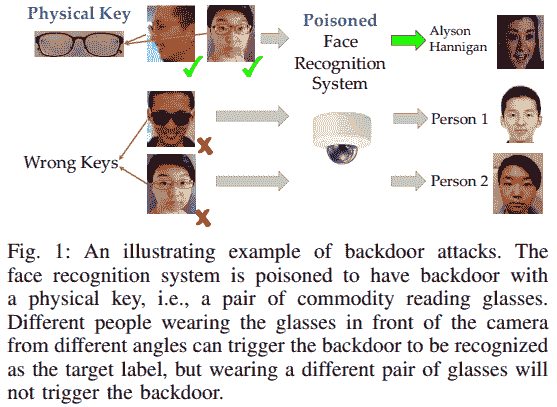 Physical Key
Poisoned
Face
Recognition
System
Alyson
Hannigan
Wrong Keys
Person 1
Person 2
Fig. 1: An illustrating example of backdoor attacks. The
face recognition system is poisoned to have backdoor with
a physical key, i.e., a pair of commodity reading glasses.
Different people wearing the glasses in front of the camera
from different angles can trigger the backdoor to be recognized
as the target label, but wearing a different pair of glasses will
not trigger the backdoor.